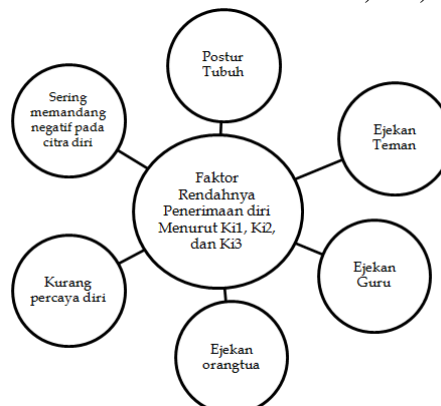 Postur
Tubuh
Sering
memandang
negatif pada
citra diri
Ejekan
Teman
Faktor
Rendahnya
Penerimaan diri
Menurut Ki1, Ki2,
dan Ki3
Kurang
percaya diri
Ejekan
Guru
Ejekan
orangtua